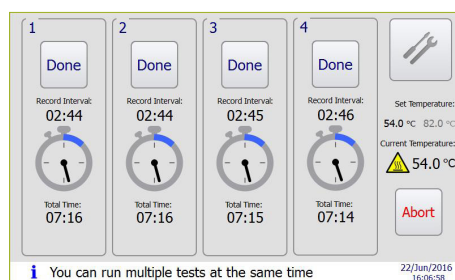 1
Done
Record Interval:
02:44
Total Time:
07:16
2
Done
Record Interval:
02:44
Total Time:
07:16
3
Done
Record Interval:
02:45
Total Time:
07:15
4
Done
Record Interval:
02:46
Total Time:
07:14
Set Temperature:
54.0 °C 82.0 °C
Current Temperature:
54.0 °C
Abort
i You can run multiple tests at the same time
22/Jun/2016
16:06:58